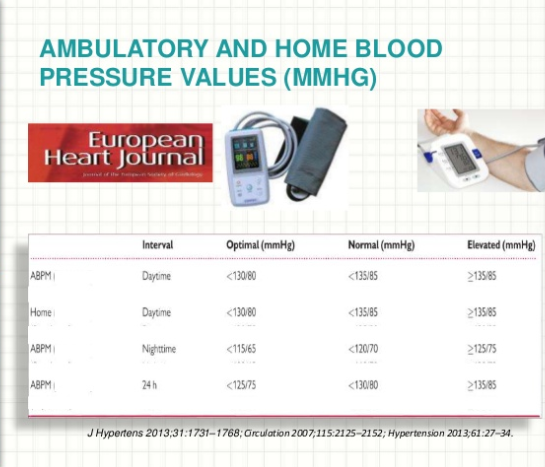 AMBULATORY AND HOME BLOOD
PRESSURE VALUES (MMHG)
European
Heart Journal
Journal of the European Society of Cardiology
Interval Optimal (mmHg) Normal (mmHg) Elevated (mmHg)
ABPM Daytime <130/80 <135/85 ≥135/85
Home Daytime <130/80 <135/85 ≥135/85
ABPM Nighttime <115/65 <120/70 ≥125/75
ABPM 24 h <125/75 <130/80 ≥135/85
J Hypertens 2013;31:1731–1768; Circulation 2007;115:2125–2152; Hypertension 2013;61:27–34.